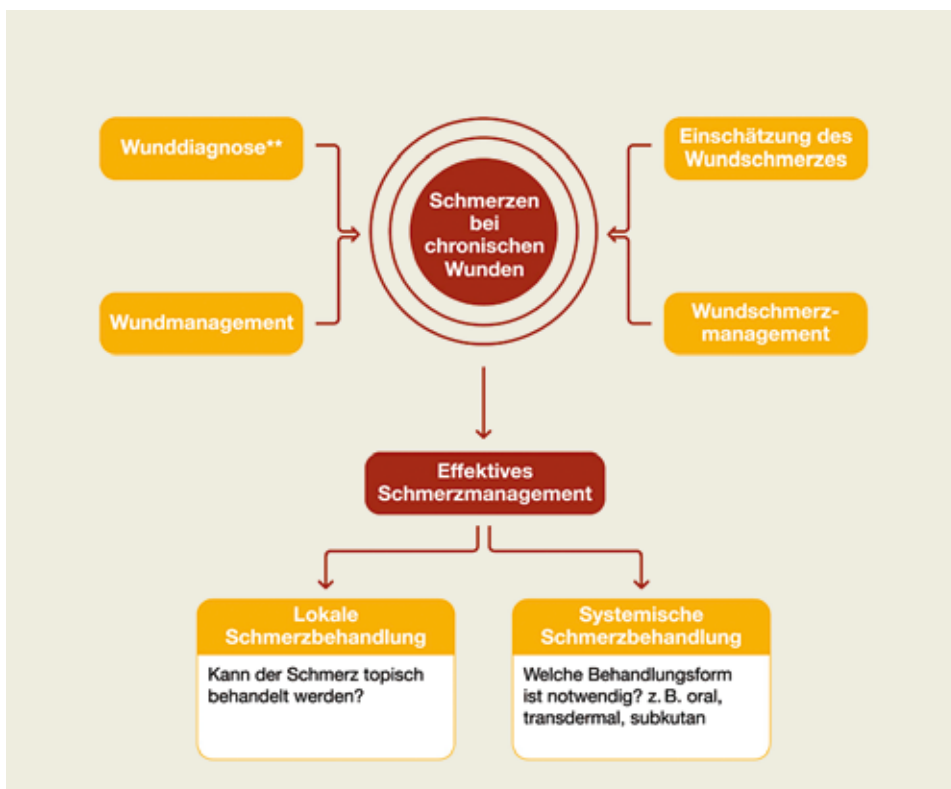 Wunddiagnose**
Wundmanagement
Schmerzen
bei
chronischen
Wunden
Einschätzung des
Wundschmerzes
Wundschmerz-
management
Effektives
Schmerzmanagement
Lokale
Schmerzbehandlung
Kann der Schmerz topisch
behandelt werden?
Systemische
Schmerzbehandlung
Welche Behandlungsform
ist notwendig? z. B. oral,
transdermal, subkutan